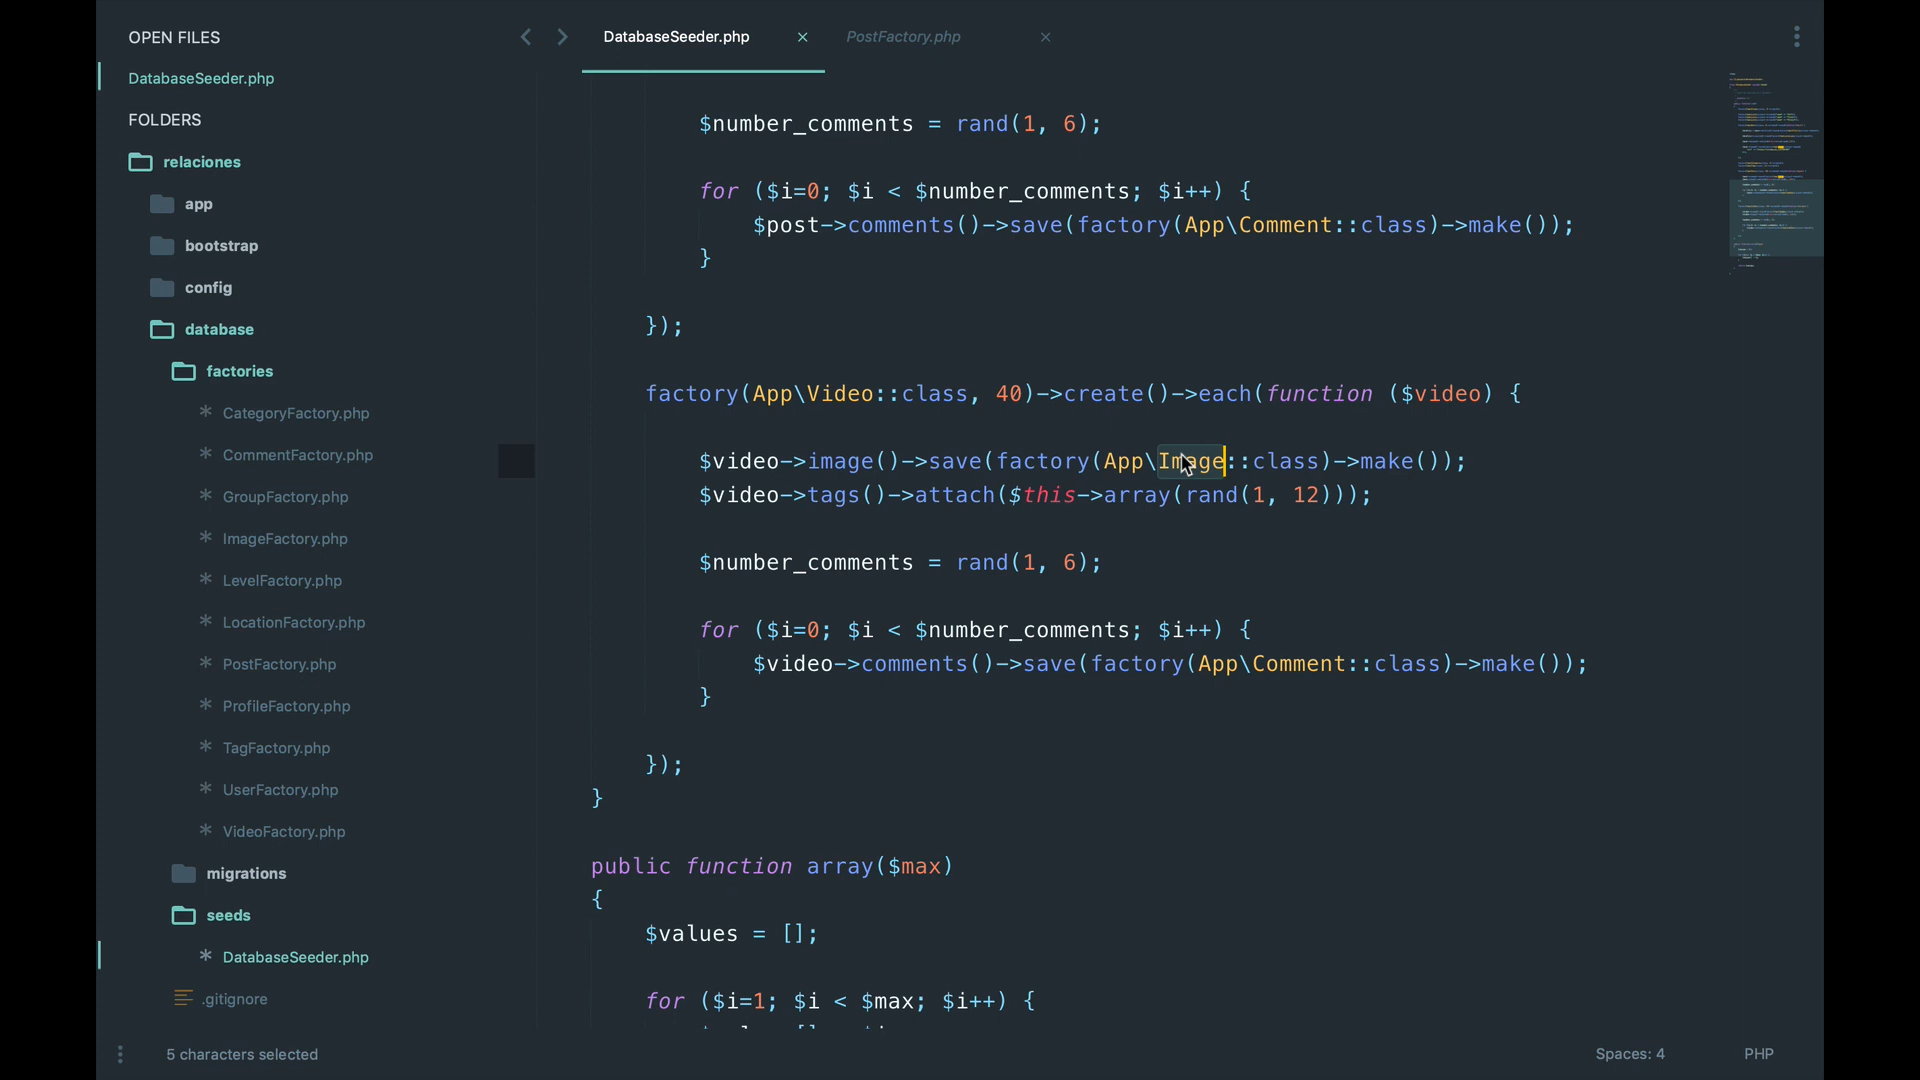 OPEN FILES
DatabaseSeeder.php
FOLDERS
relaciones
app
bootstrap
config
database
factories
CategoryFactory.php
CommentFactory.php
GroupFactory.php
ImageFactory.php
LevelFactory.php
LocationFactory.php
PostFactory.php
ProfileFactory.php
TagFactory.php
UserFactory.php
VideoFactory.php
migrations
seeds
DatabaseSeeder.php
.gitignore
DatabaseSeeder.php
PostFactory.php
$number_comments = rand(1, 6);
for ($i=0; $i < $number_comments; $i++) {
$post->comments()->save(factory(App\Comment::class)->make());
}
});
factory(App\Video::class, 40)->create()->each(function ($video) {
$video->image()->save(factory(App\Image::class)->make());
$video->tags()->attach($this->array(rand(1, 12)));
$number_comments = rand(1, 6);
for ($i=0; $i < $number_comments; $i++) {
$video->comments()->save(factory(App\Comment::class)->make());
}
});
}
public function array($max)
{
$values = [];
for ($i=1; $i < $max; $i++) {
5 characters selected
Spaces: 4
PHP